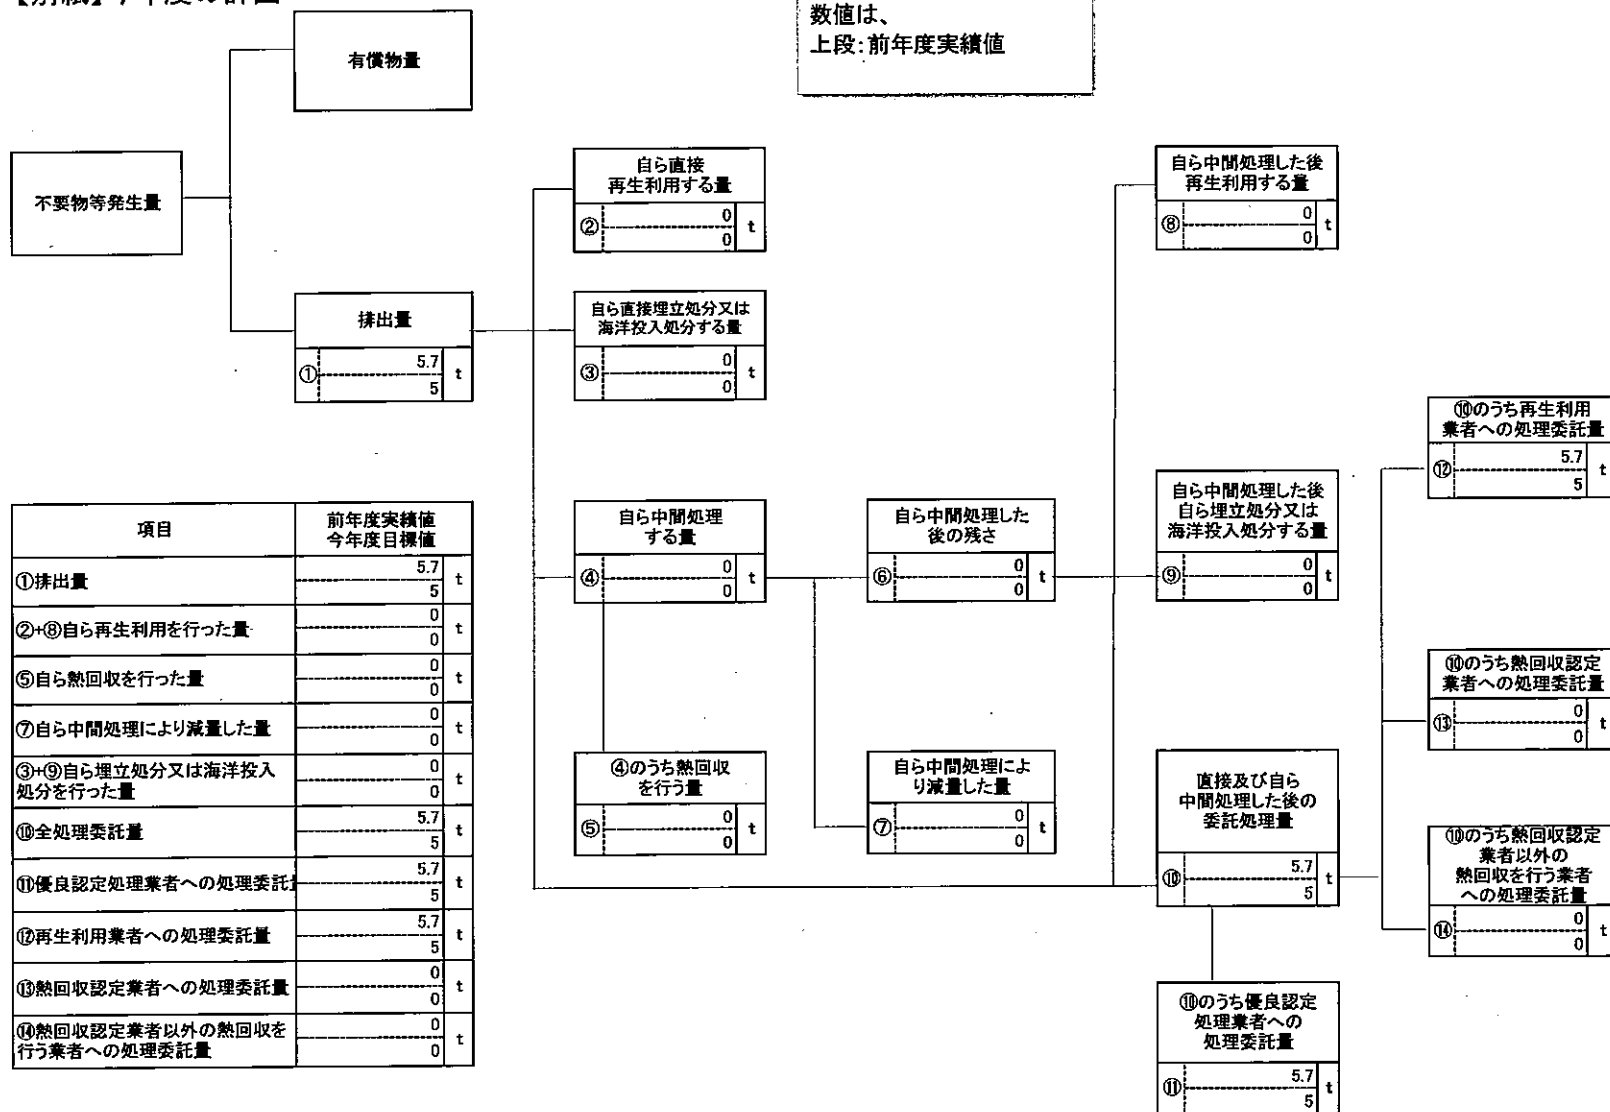 数値は、
上段：前年度実績値
有償物量
不要物等発生量
排出量
①
5.7
5
t
自ら直接
再生利用する量
②
0
0
t
自ら直接埋立処分又は
海洋投入処分する量
③
0
0
t
自ら中間処理した後
再生利用する量
⑧
0
0
t
自ら中間処理
する量
④
0
0
t
自ら中間処理した
後の残さ
⑥
0
0
t
自ら中間処理した後
自ら埋立処分又は
海洋投入処分する量
⑨
0
0
t
⑩のうち再生利用
業者への処理委託量
⑫
5.7
5
t
④のうち熱回収
を行う量
⑤
0
0
t
自ら中間処理によ
り減量した量
⑦
0
0
t
直接及び自ら
中間処理した後の
委託処理量
⑩
5.7
5
t
⑩のうち熱回収認定
業者への処理委託量
⑬
0
0
t
⑩のうち熱回収認定
業者以外の
熱回収を行う業者
への処理委託量
⑭
0
0
t
⑩のうち優良認定
処理業者への
処理委託量
⑪
5.7
5
t
項目
前年度実績値
今年度目標値
①排出量
5.7
5
t
②+⑧自ら再生利用を行った量
0
0
t
⑤自ら熱回収を行った量
0
0
t
⑦自ら中間処理により減量した量
0
0
t
③+⑨自ら埋立処分又は海洋投入
処分を行った量
0
0
t
⑩全処理委託量
5.7
5
t
⑪優良認定処理業者への処理委託
5.7
5
t
⑫再生利用業者への処理委託量
5.7
5
t
⑬熱回収認定業者への処理委託量
0
0
t
⑭熱回収認定業者以外の熱回収を
行う業者への処理委託量
0
0
t